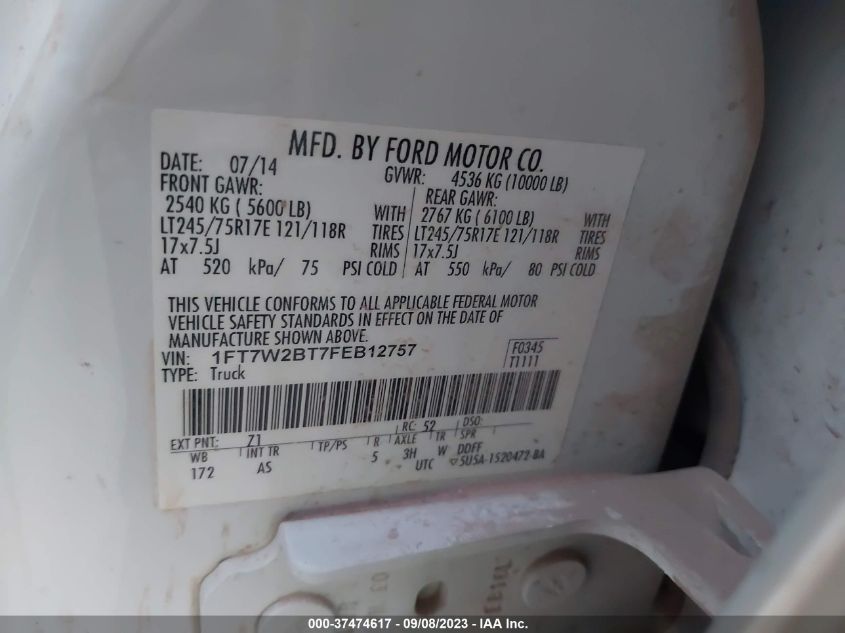 MFD. BY FORD MOTOR CO.
DATE: 07/14 GVWR: 4536 KG (10000 LB)
FRONT GAWR: REAR GAWR:
2540 KG ( 5600 LB) WITH 2767 KG ( 6100 LB) WITH
LT245/75R17E 121/118R TIRES LT245/75R17E 121/118R TIRES
17x7.5J RIMS 17x7.5J RIMS
AT 520 kPa/ 75 PSI COLD AT 550 kPa/ 80 PSI COLD
THIS VEHICLE CONFORMS TO ALL APPLICABLE FEDERAL MOTOR
VEHICLE SAFETY STANDARDS IN EFFECT ON THE DATE OF
MANUFACTURE SHOWN ABOVE.
VIN: 1FT7W2BT7FEB12757 F0345
TYPE: Truck T1111
EXT PNT: Z1 RC: 52 DSO:
WB INT TR TP/PS R AXLE TR SPR
172 AS 5 3H W DDFF
UTC 5U5A-1520472-BA
000-37474617 - 09/08/2023 - IAA Inc.